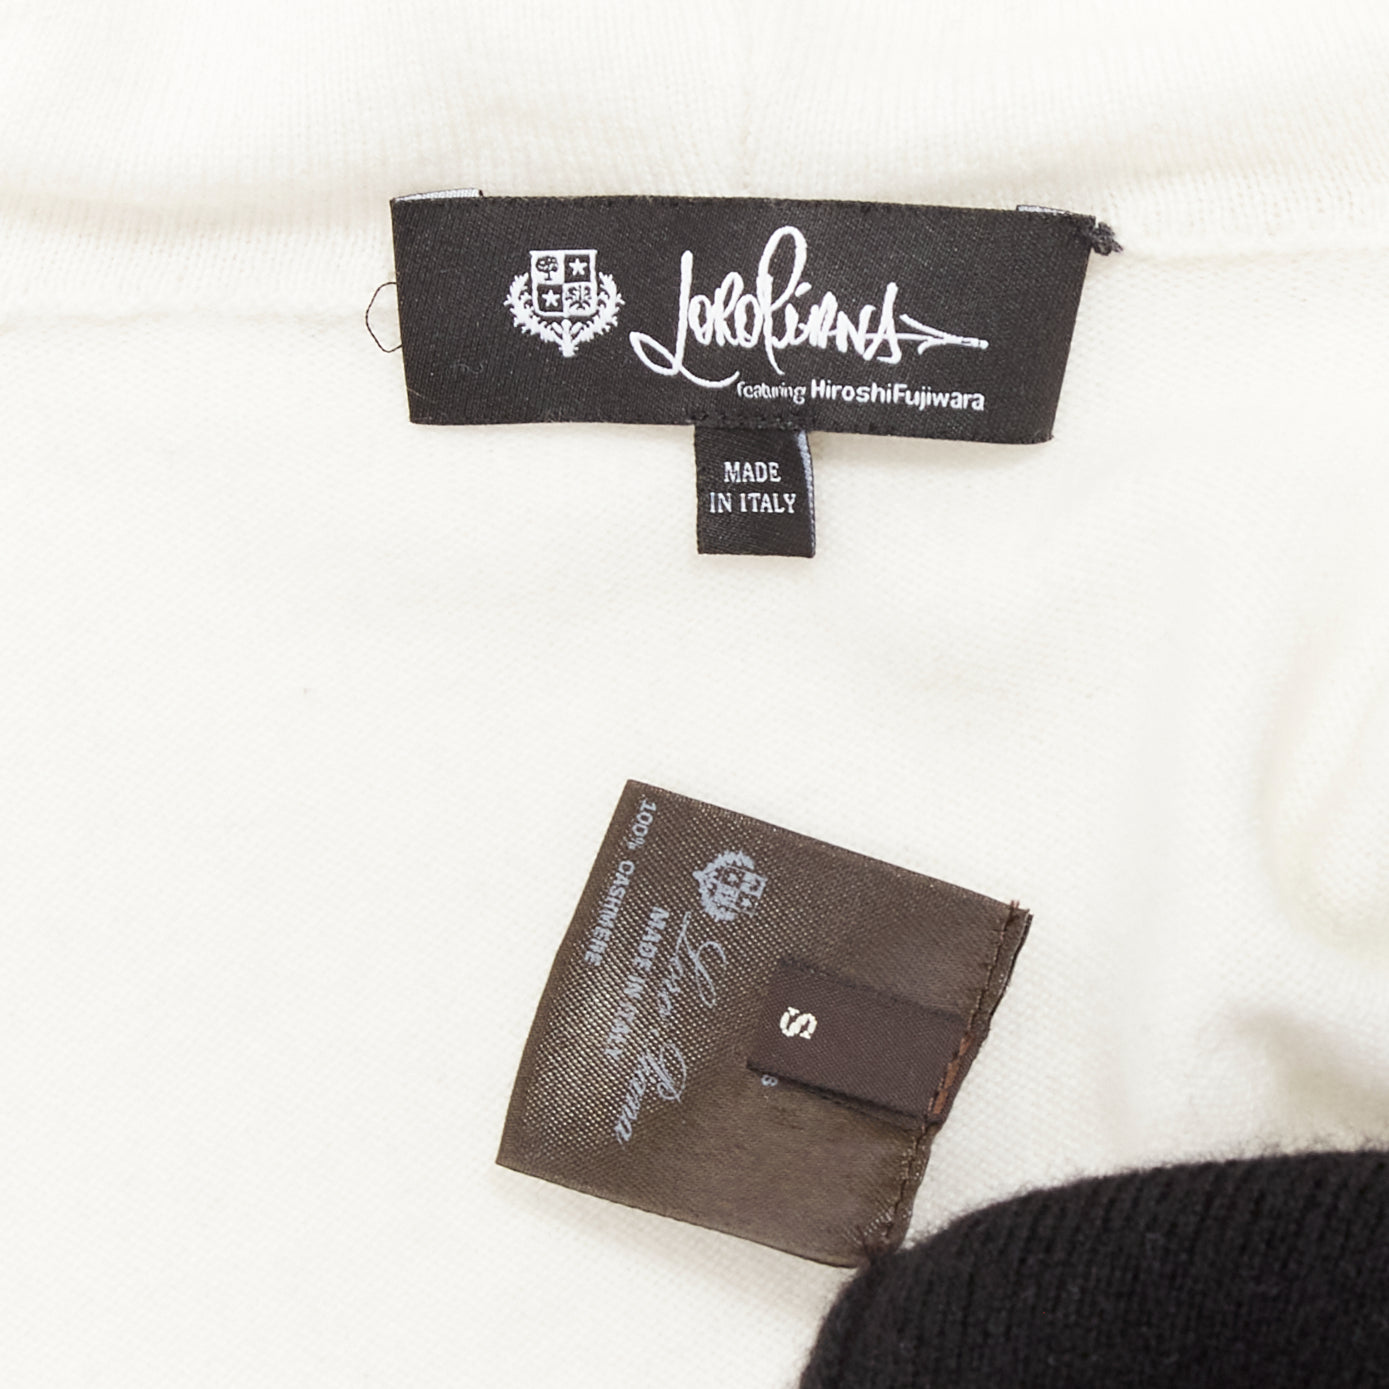 LOROPIANA
featuring HiroshiFujiwara
MADE
IN ITALY
Loro Piana
MADE IN ITALY
100% CASHMERE
S